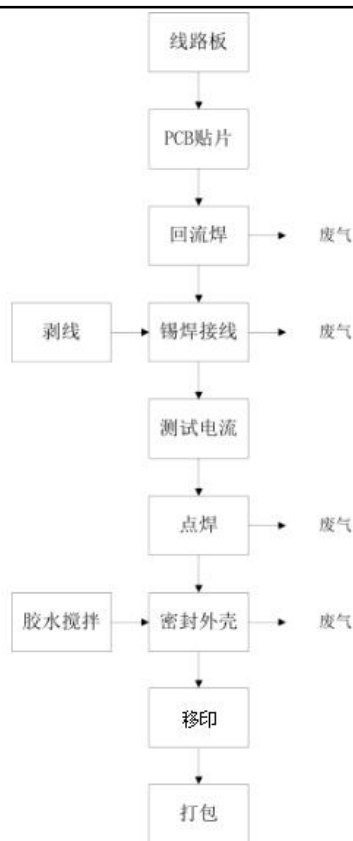 线路板
PCB贴片
回流焊
废气
剥线
锡焊接线
废气
测试电流
点焊
废气
胶水搅拌
密封外壳
废气
移印
打包